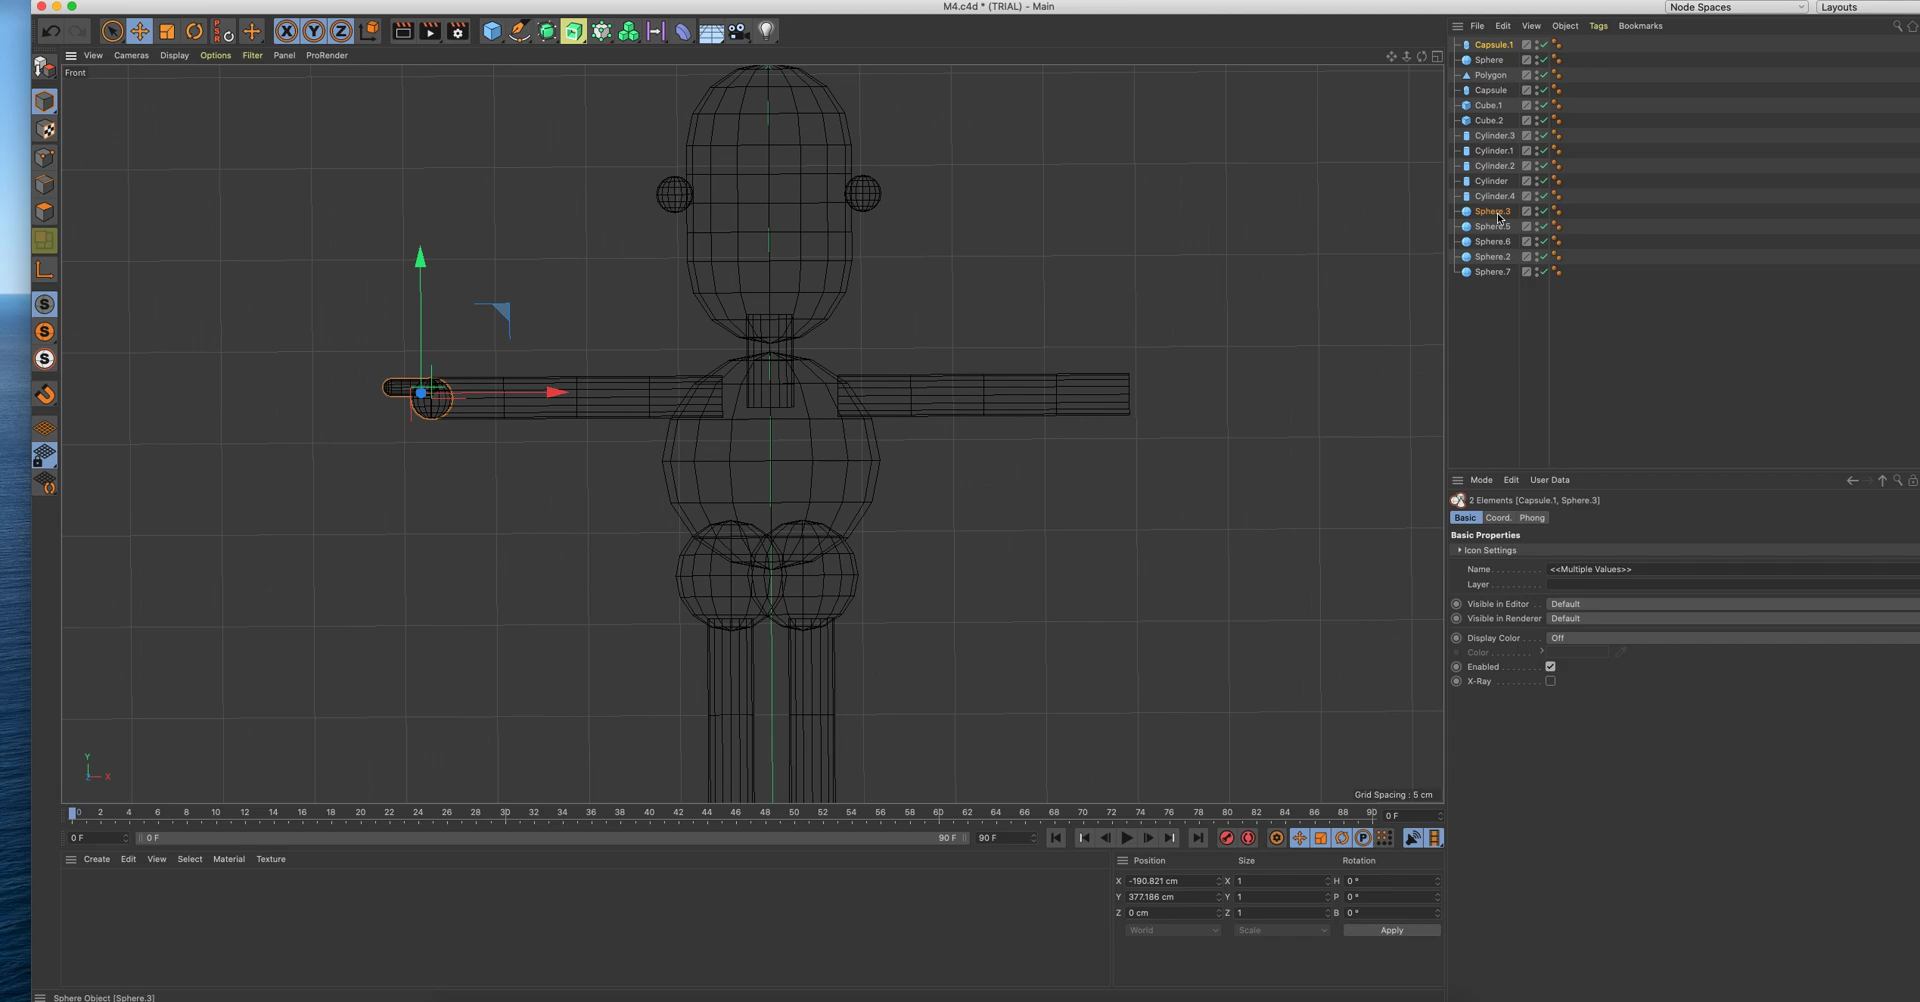 M4.c4d * (TRIAL) - Main
Node Spaces
Layouts
View Cameras Display Options Filter Panel ProRender
File Edit View Object Tags Bookmarks
Front
Capsule.1
Sphere
Polygon
Capsule
Cube.1
Cube.2
Cylinder.3
Cylinder.1
Cylinder.2
Cylinder
Cylinder.4
Sphere.3
Sphere.5
Sphere.6
Sphere.2
Sphere.7
Mode Edit User Data
2 Elements [Capsule.1, Sphere.3]
Basic Coord. Phong
Basic Properties
Icon Settings
Name <<Multiple Values>>
Layer
Visible in Editor Default
Visible in Renderer Default
Display Color Off
Color
Enabled
X-Ray
Y
Z X
Grid Spacing : 5 cm
0 2 4 6 8 10 12 14 16 18 20 22 24 26 28 30 32 34 36 38 40 42 44 46 48 50 52 54 56 58 60 62 64 66 68 70 72 74 76 78 80 82 84 86 88 90 0 F
0 F 0 F 90 F 90 F
Create Edit View Select Material Texture
Position Size Rotation
X -190.821 cm X 1 H 0 °
Y 377.186 cm Y 1 P 0 °
Z 0 cm Z 1 B 0 °
World Scale Apply
Sphere Object [Sphere.3]